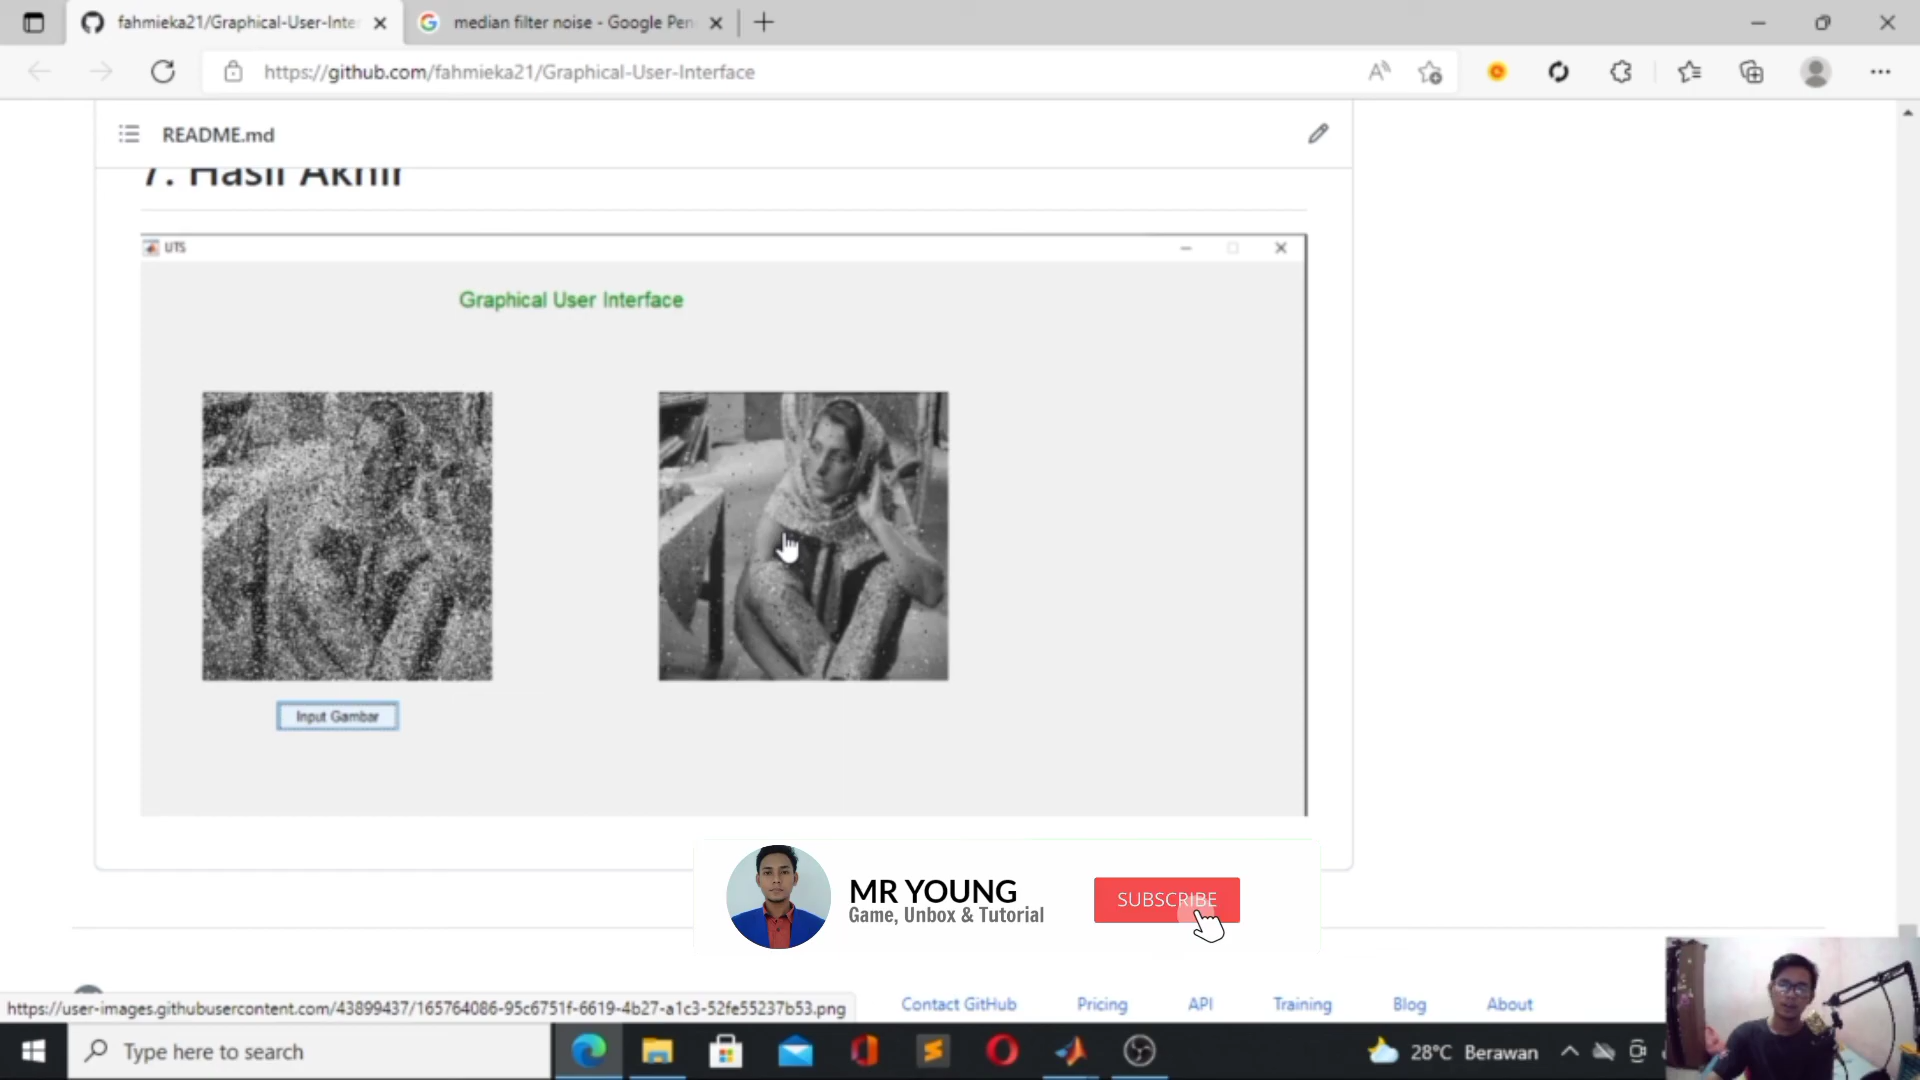 fahmieka21/Graphical-User-Inte
median filter noise - Google Pen
https://github.com/fahmieka21/Graphical-User-Interface
README.md
7. Hasil Akhir
UTS
Graphical User Interface
Input Gambar
MR YOUNG
Game, Unbox & Tutorial
SUBSCRIBE
https://user-images.githubusercontent.com/43899437/165764086-95c6751f-6619-4b27-a1c3-52fe55237b53.png
Contact GitHub
Pricing
API
Training
Blog
About
Type here to search
28°C Berawan